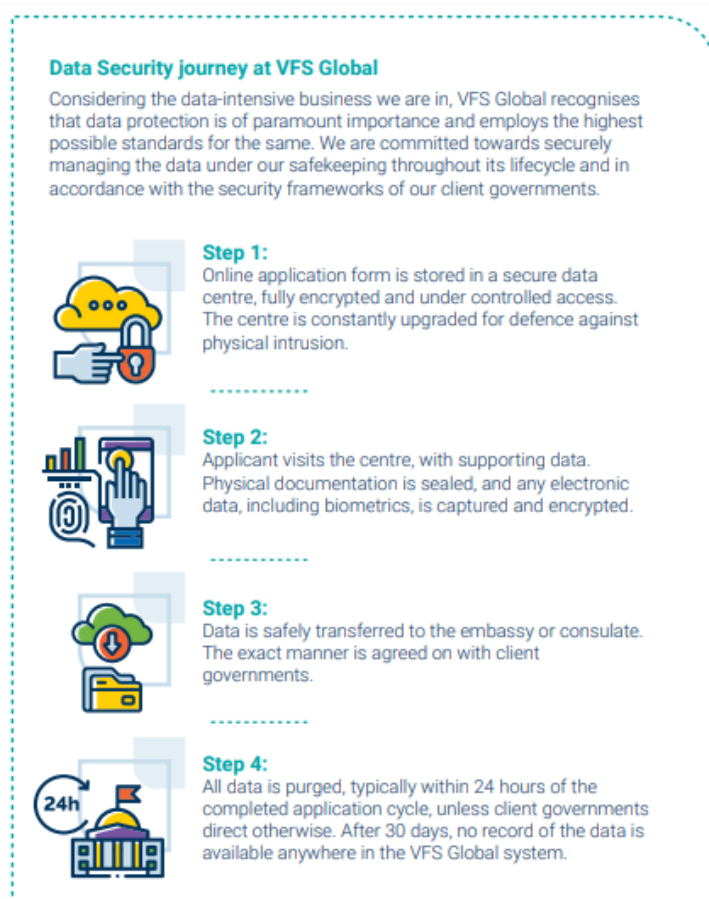 Data Security journey at VFS Global
Considering the data-intensive business we are in, VFS Global recognises
that data protection is of paramount importance and employs the highest
possible standards for the same. We are committed towards securely
managing the data under our safekeeping throughout its lifecycle and in
accordance with the security frameworks of our client governments.
Step 1:
Online application form is stored in a secure data
centre, fully encrypted and under controlled access.
The centre is constantly upgraded for defence against
physical intrusion.
Step 2:
Applicant visits the centre, with supporting data.
Physical documentation is sealed, and any electronic
data, including biometrics, is captured and encrypted.
Step 3:
Data is safely transferred to the embassy or consulate.
The exact manner is agreed on with client
governments.
24h
Step 4:
All data is purged, typically within 24 hours of the
completed application cycle, unless client governments
direct otherwise. After 30 days, no record of the data is
available anywhere in the VFS Global system.